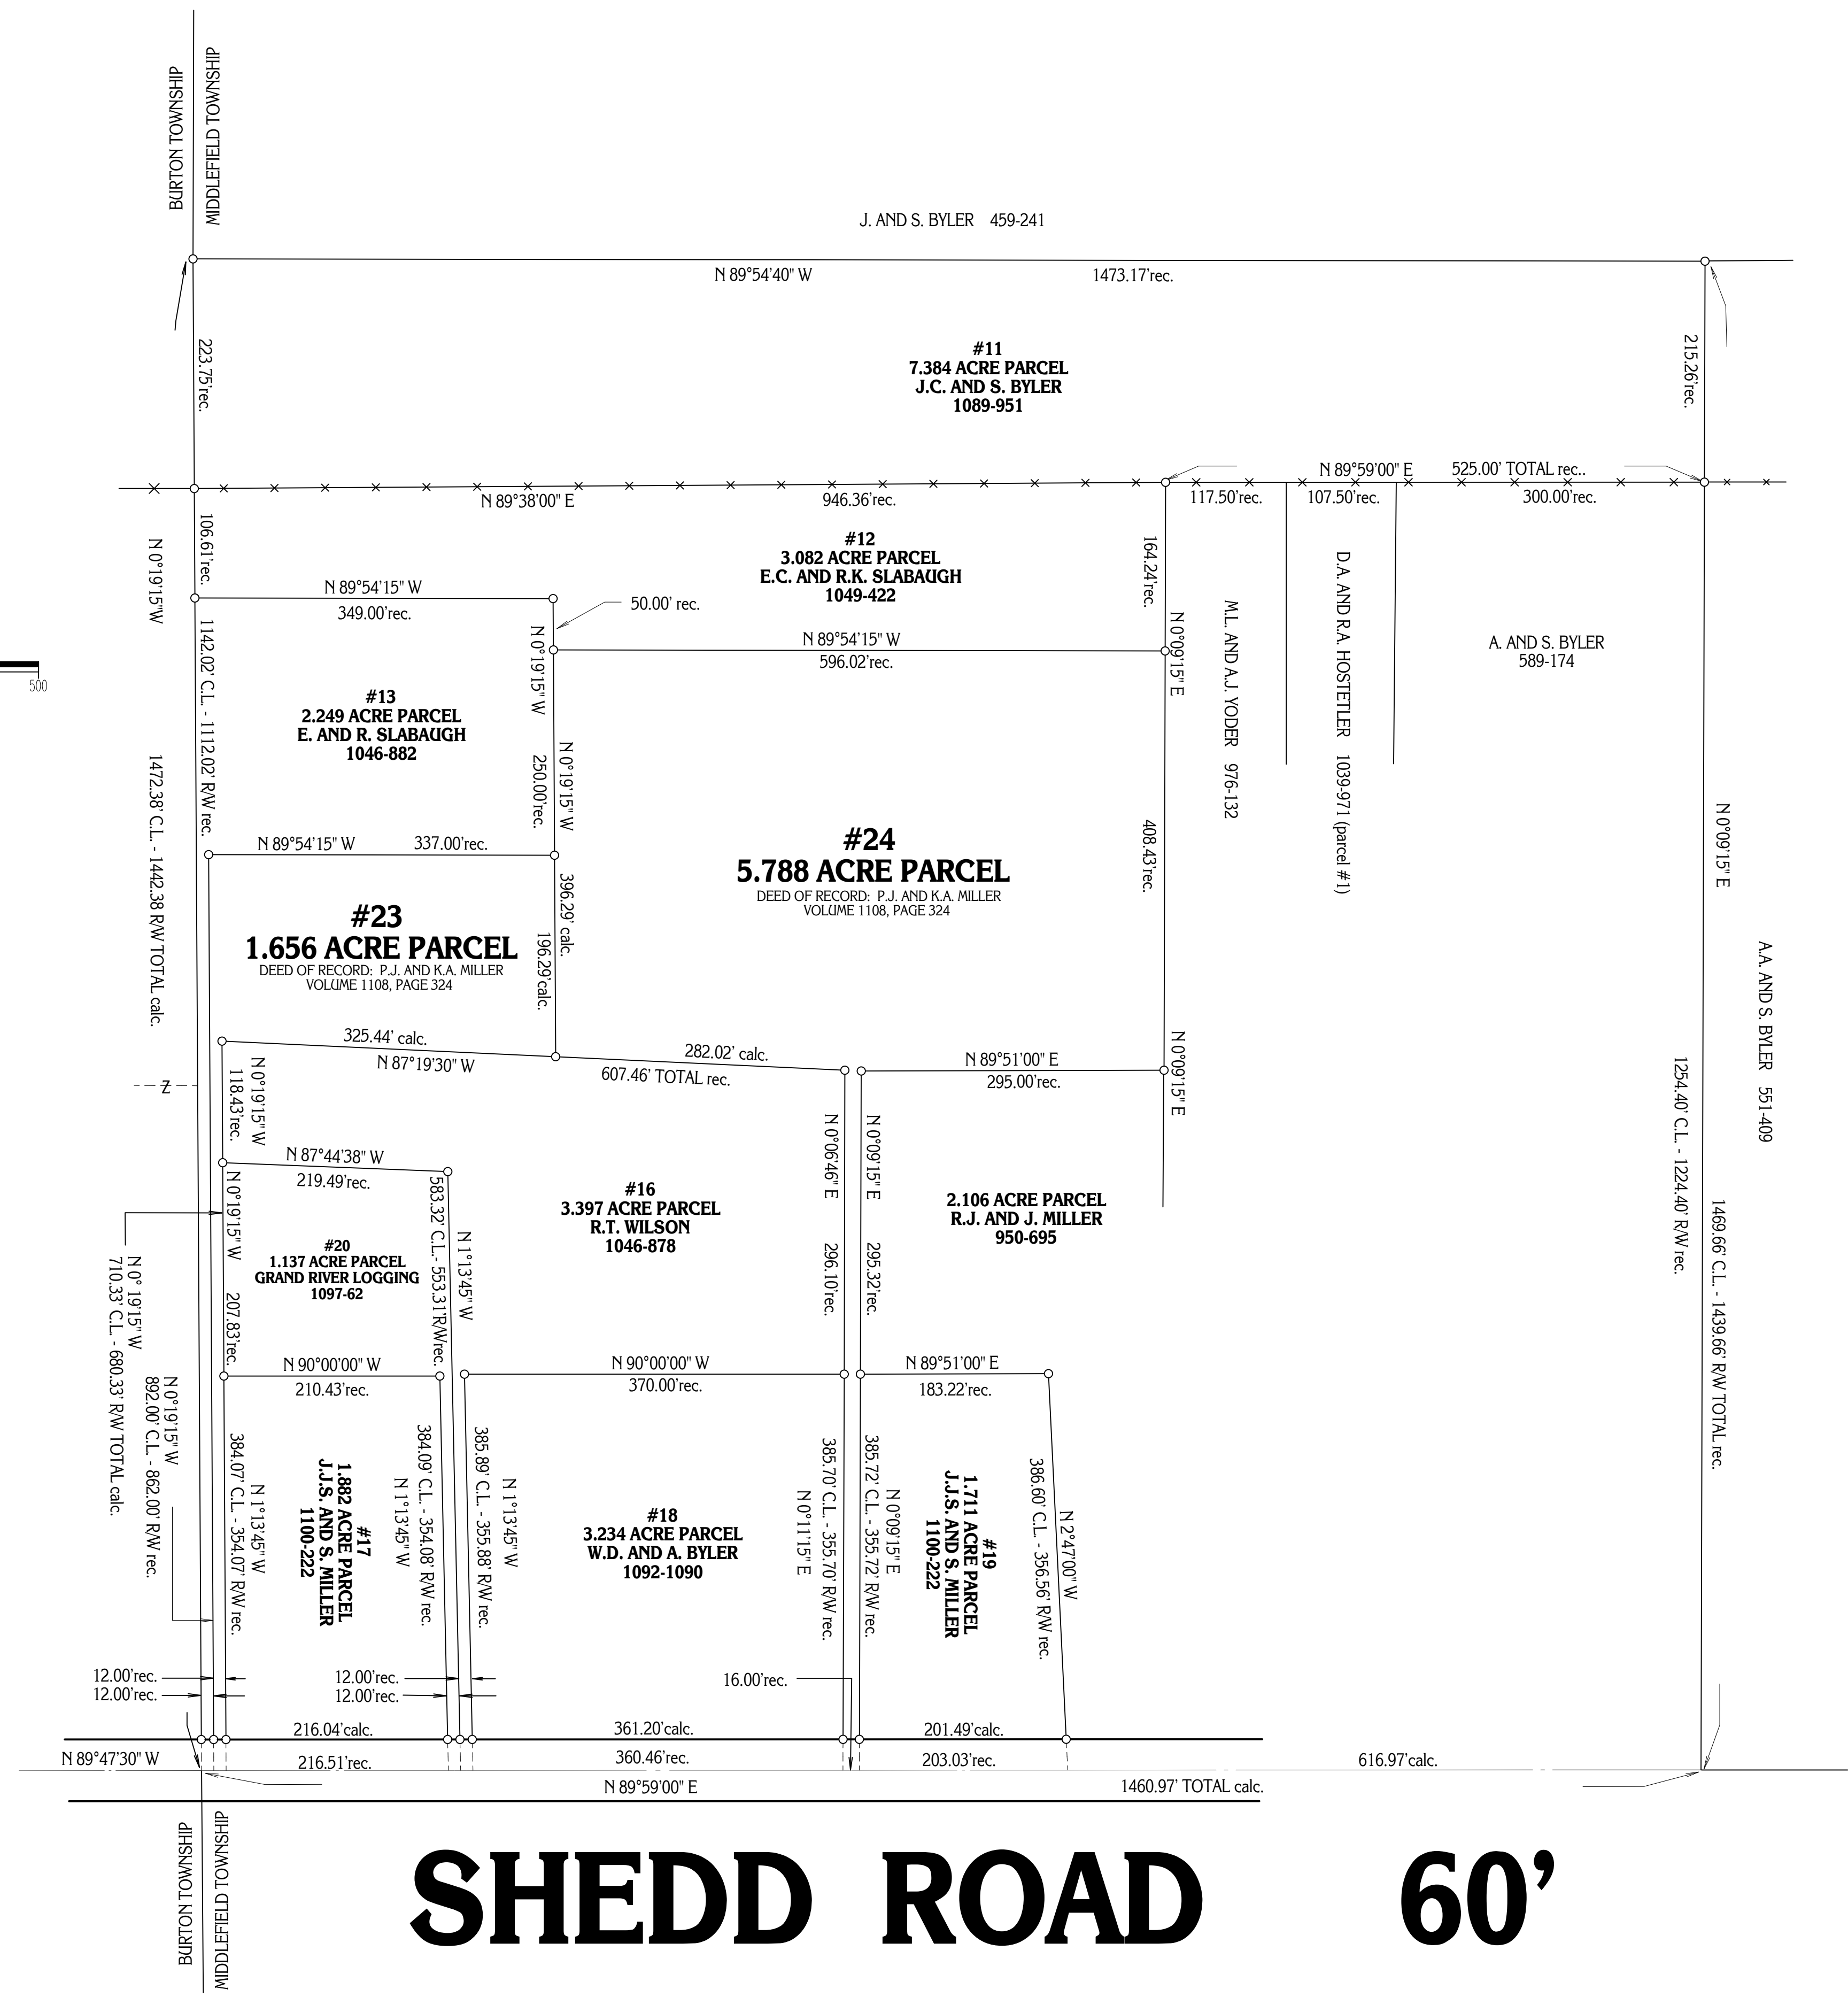 BURTON TOWNSHIP
MIDDLEFIELD TOWNSHIP
J. AND S. BYLER 459-241
N 89°54'40" W 1473.17'rec.
223.75'rec.
#11
7.384 ACRE PARCEL
J.C. AND S. BYLER
1089-951
215.26'rec.
N 89°59'00" E 525.00' TOTAL rec..
N 89°38'00" E 946.36'rec.
117.50'rec.
107.50'rec.
300.00'rec.
N 0°19'15"W
106.61'rec.
#12
3.082 ACRE PARCEL
E.C. AND R.K. SLABAUGH
1049-422
164.24'rec.
N 89°54'15" W
349.00'rec.
50.00' rec.
N 0°19'15" W
N 89°54'15" W
596.02'rec.
N 0°09'15" E
M.L. AND A.J. YODER 976-132
D.A. AND R.A. HOSTETLER 1039-971 (parcel #1)
A. AND S. BYLER
589-174
500
1142.02' C.L. - 1112.02' R/W rec.
1472.38' C.L. - 1442.38 R/W TOTAL calc.
#13
2.249 ACRE PARCEL
E. AND R. SLABAUGH
1046-882
250.00'rec.
N 0°19'15" W
N 89°54'15" W 337.00'rec.
#24
5.788 ACRE PARCEL
DEED OF RECORD: P.J. AND K.A. MILLER
VOLUME 1108, PAGE 324
408.43'rec.
N 0°09'15" E
#23
1.656 ACRE PARCEL
DEED OF RECORD: P.J. AND K.A. MILLER
VOLUME 1108, PAGE 324
396.29' calc.
196.29'calc.
A.A. AND S. BYLER 551-409
325.44' calc.
N 87°19'30" W
282.02' calc.
607.46' TOTAL rec.
N 89°51'00" E
295.00'rec.
N 0°09'15" E
Z
118.43'rec.
N 0°19'15" W
N 0°06'46" E
N 0°09'15" E
1254.40' C.L. - 1224.40' R/W rec.
1469.66' C.L. - 1439.66' R/W TOTAL rec.
N 87°44'38" W
219.49'rec.
N 0°19'15" W
583.32' C.L.- 553.31'R/Wrec.
N 1°13'45" W
#16
3.397 ACRE PARCEL
R.T. WILSON
1046-878
2.106 ACRE PARCEL
R.J. AND J. MILLER
950-695
#20
1.137 ACRE PARCEL
GRAND RIVER LOGGING
1097-62
207.83'rec.
296.10'rec.
295.32'rec.
N 0° 19'15" W
710.33' C.L. - 680.33' R/W TOTAL calc.
N 0°19'15" W
892.00' C.L. - 862.00' R/W rec.
N 90°00'00" W
210.43'rec.
N 90°00'00" W
370.00'rec.
N 89°51'00" E
183.22'rec.
384.07' C.L. - 354.07' R/W rec.
N 1°13'45" W
#17
1.882 ACRE PARCEL
J.J.S. AND S. MILLER
1100-222
N 1°13'45" W
384.09' C.L. - 354.08' R/W rec.
385.89' C.L. - 355.88' R/W rec.
N 1°13'45" W
#18
3.234 ACRE PARCEL
W.D. AND A. BYLER
1092-1090
N 0°11'15" E
385.70' C.L. - 355.70' R/W rec.
385.72' C.L. - 355.72' R/W rec.
N 0°09'15" E
#19
1.711 ACRE PARCEL
J.J.S. AND S. MILLER
1100-222
386.60' C.L. - 356.56' R/W rec.
N 2°47'00" W
12.00'rec.
12.00'rec.
12.00'rec.
12.00'rec.
16.00'rec.
216.04'calc.
361.20'calc.
201.49'calc.
N 89°47'30" W
216.51'rec.
360.46'rec.
203.03'rec.
616.97'calc.
N 89°59'00" E
1460.97' TOTAL calc.
BURTON TOWNSHIP
MIDDLEFIELD TOWNSHIP
SHEDD ROAD 60'